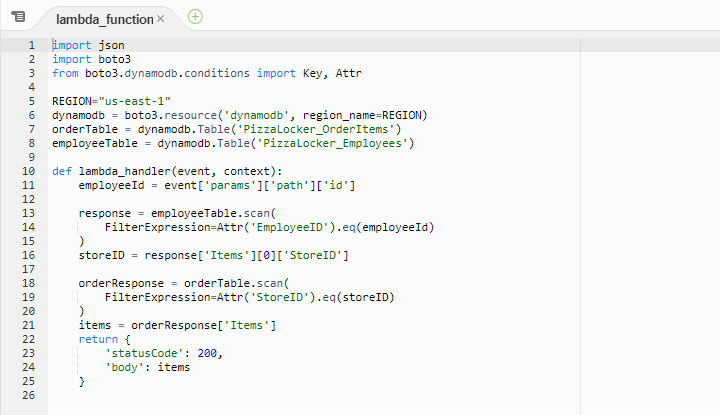 lambda_function ×
1 import json
2 import boto3
3 from boto3.dynamodb.conditions import Key, Attr
4
5 REGION="us-east-1"
6 dynamodb = boto3.resource('dynamodb', region_name=REGION)
7 orderTable = dynamodb.Table('PizzaLocker_OrderItems')
8 employeeTable = dynamodb.Table('PizzaLocker_Employees')
9
10 def lambda_handler(event, context):
11     employeeId = event['params']['path']['id']
12
13     response = employeeTable.scan(
14         FilterExpression=Attr('EmployeeID').eq(employeeId)
15     )
16     storeID = response['Items'][0]['StoreID']
17
18     orderResponse = orderTable.scan(
19         FilterExpression=Attr('StoreID').eq(storeID)
20     )
21     items = orderResponse['Items']
22     return {
23         'statusCode': 200,
24         'body': items
25     }
26